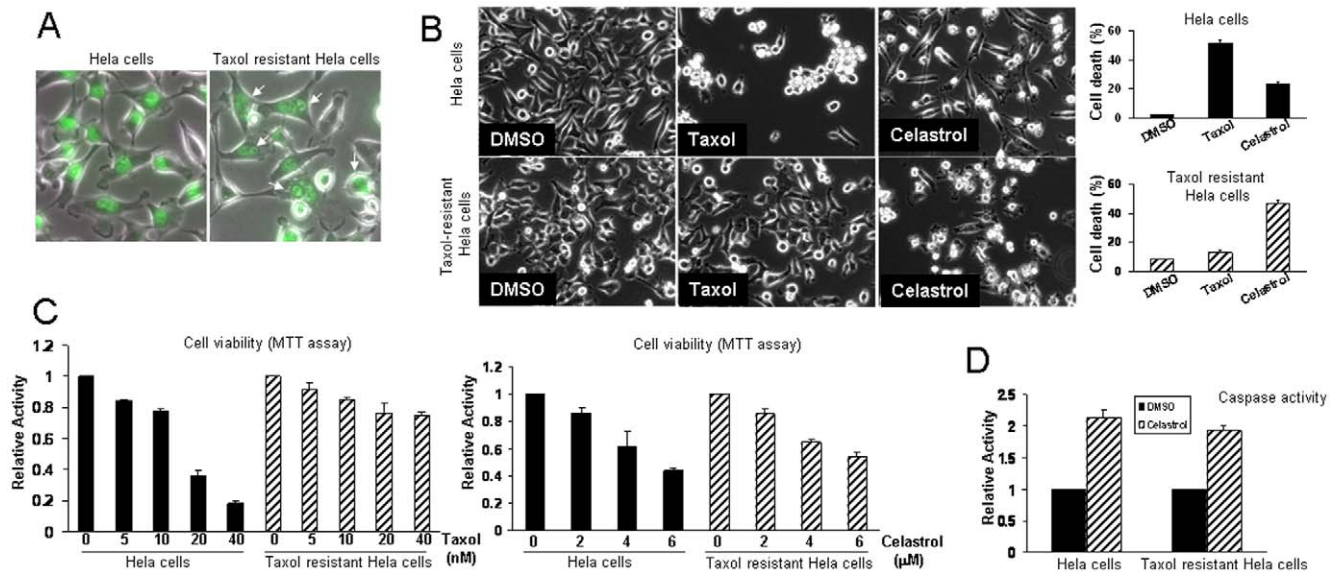 A
Hela cells
Taxol resistant Hela cells
B
Hela cells
DMSO
Taxol
Celastrol
Taxol-resistant
Hela cells
DMSO
Taxol
Celastrol
Hela cells
Cell death (%)
60
40
20
0
DMSO
Taxol
Celastrol
Taxol resistant
Hela cells
Cell death (%)
60
40
20
0
DMSO
Taxol
Celastrol
C
Cell viability (MTT assay)
Relative Activity
1.2
1
0.8
0.6
0.4
0.2
0
0 5 10 20 40 0 5 10 20 40 Taxol
(nM)
Hela cells Taxol resistant Hela cells
Cell viability (MTT assay)
Relative Activity
1.2
1
0.8
0.6
0.4
0.2
0
0 2 4 6 0 2 4 6 Celastrol
(μM)
Hela cells Taxol resistant Hela cells
D
Caspase activity
Relative Activity
2.5
2
1.5
1
0.5
0
DMSO
Celastrol
Hela cells Taxol resistant Hela cells